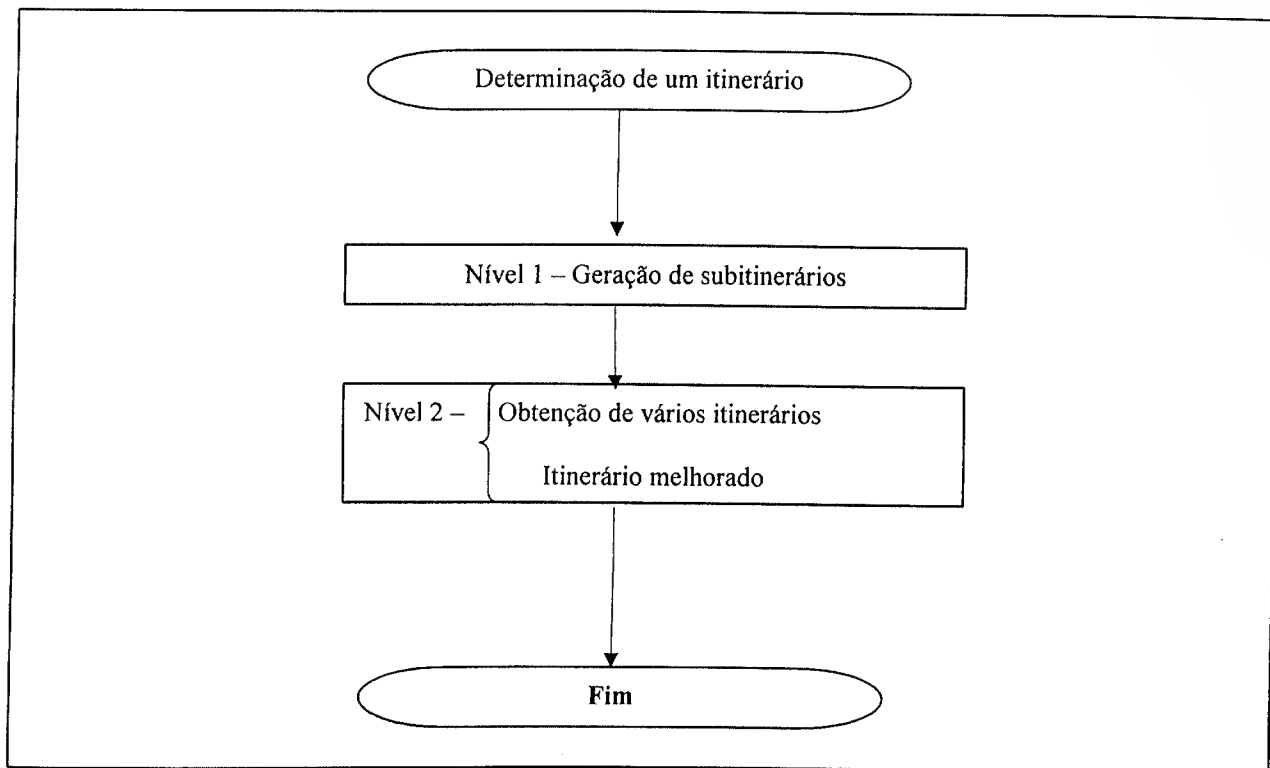 Determinação de um itinerário
Nível 1 – Geração de subitinerários
Nível 2 – Obtenção de vários itinerários
Itinerário melhorado
Fim